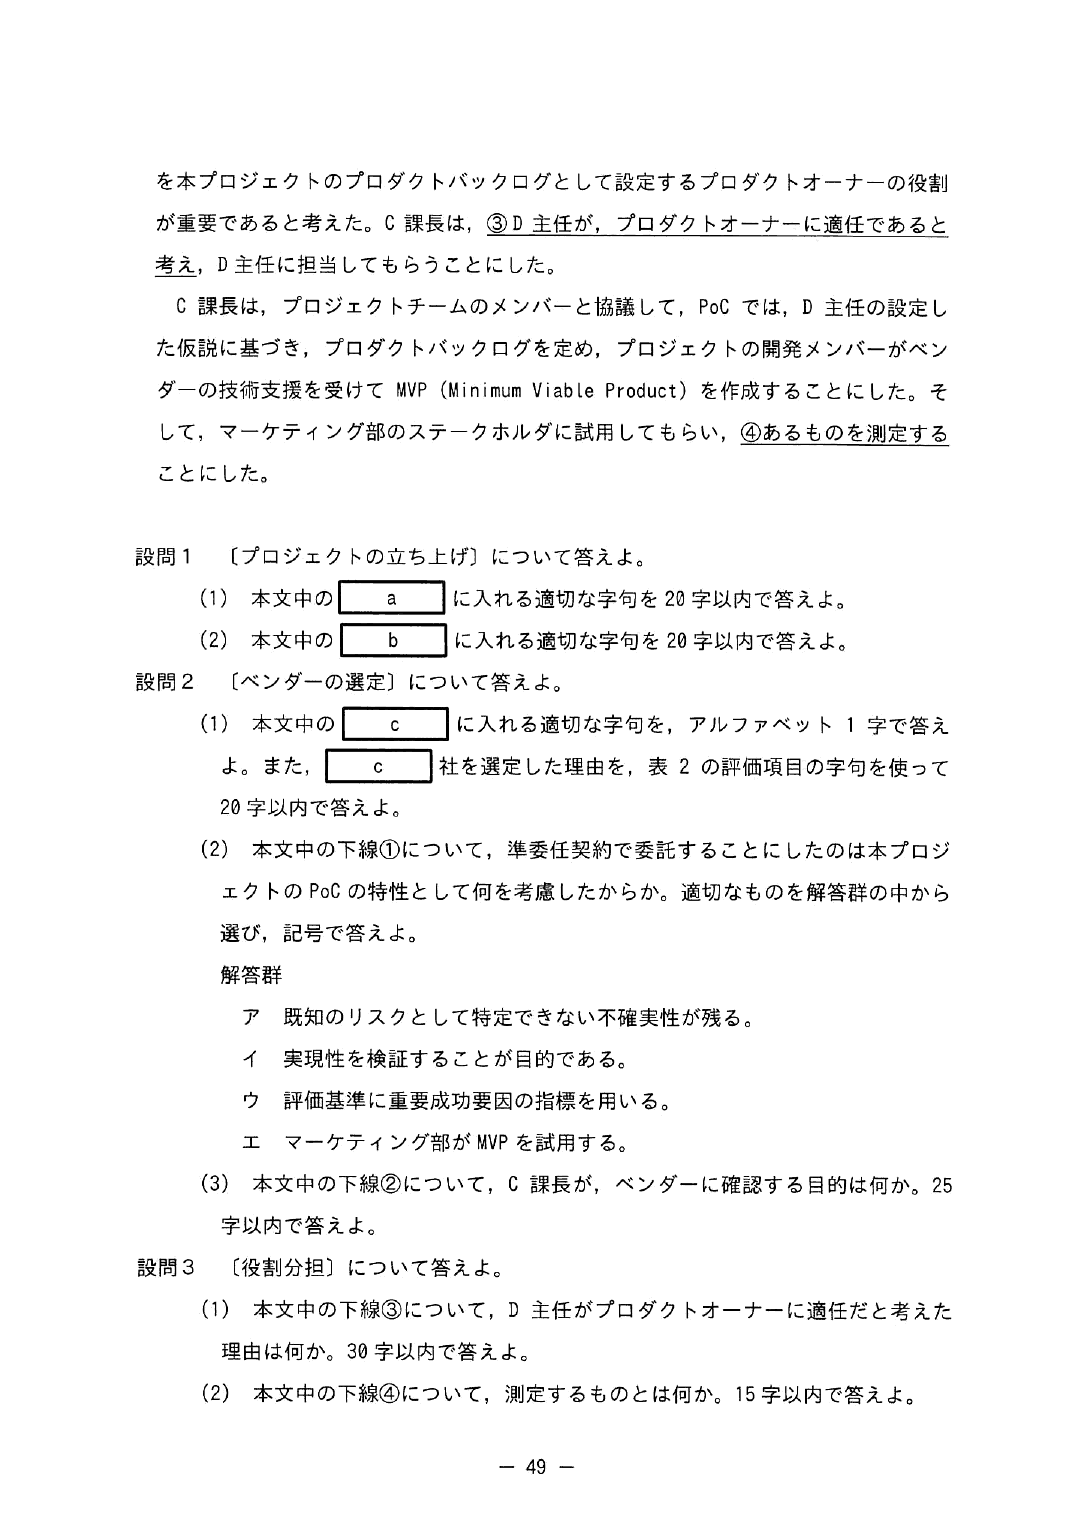 を本プロジェクトのプロダクトバックログとして設定するプロダクトオーナーの役割
が重要であると考えた。C 課長は，③D 主任が，プロダクトオーナーに適任であると
考え，D 主任に担当してもらうことにした。
C 課長は，プロジェクトチームのメンバーと協議して，PoC では，D 主任の設定し
た仮説に基づき，プロダクトバックログを定め，プロジェクトの開発メンバーがベン
ダーの技術支援を受けて MVP（Minimum Viable Product）を作成することにした。そ
して，マーケティング部のステークホルダに試用してもらい，④あるものを測定する
ことにした。
設問１ 〔プロジェクトの立ち上げ〕について答えよ。
(1) 本文中の a に入れる適切な字句を 20 字以内で答えよ。
(2) 本文中の b に入れる適切な字句を 20 字以内で答えよ。
設問２ 〔ベンダーの選定〕について答えよ。
(1) 本文中の c に入れる適切な字句を，アルファベット 1 字で答え
よ。また， c 社を選定した理由を，表 2 の評価項目の字句を使って
20 字以内で答えよ。
(2) 本文中の下線①について，準委任契約で委託することにしたのは本プロジ
ェクトの PoC の特性として何を考慮したからか。適切なものを解答群の中から
選び，記号で答えよ。
解答群
ア 既知のリスクとして特定できない不確実性が残る。
イ 実現性を検証することが目的である。
ウ 評価基準に重要成功要因の指標を用いる。
エ マーケティング部が MVP を試用する。
(3) 本文中の下線②について，C 課長が，ベンダーに確認する目的は何か。25
字以内で答えよ。
設問３ 〔役割分担〕について答えよ。
(1) 本文中の下線③について，D 主任がプロダクトオーナーに適任だと考えた
理由は何か。30 字以内で答えよ。
(2) 本文中の下線④について，測定するものとは何か。15 字以内で答えよ。
－ 49 －